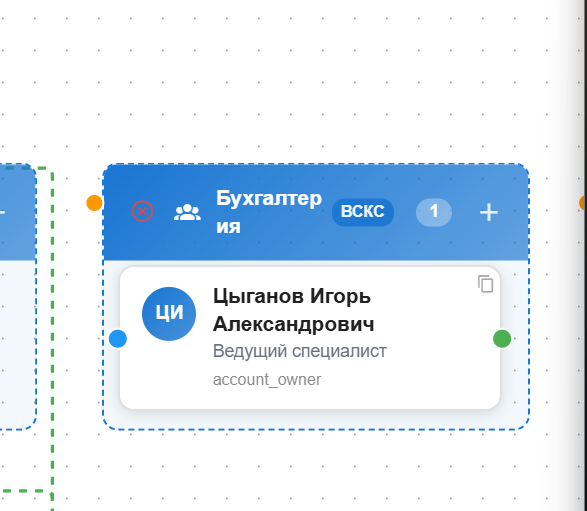 Бухгалтер
ия
ВСКС
1
ЦИ
Цыганов Игорь
Александрович
Ведущий специалист
account_owner